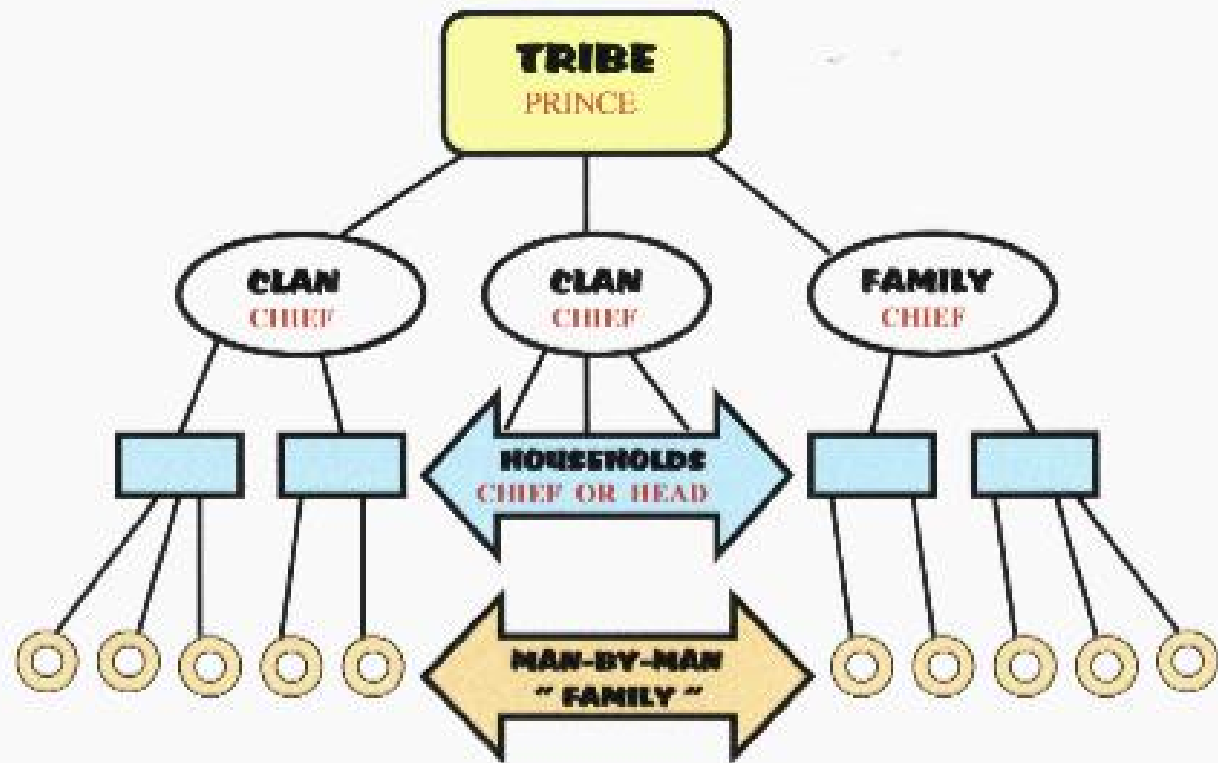 TRIBE
PRINCE
CLAN
CHIEF
CLAN
CHIEF
FAMILY
CHIEF
HOUSEHOLDS
CHIEF OR HEAD
MAN-BY-MAN
" FAMILY "